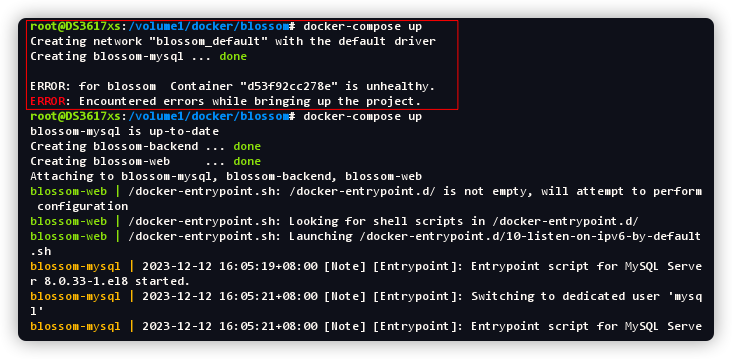 root@DS3617xs:/volume1/docker/blossom# docker-compose up
Creating network "blossom_default" with the default driver
Creating blossom-mysql ... done
ERROR: for blossom  Container "d53f92cc278e" is unhealthy.
ERROR: Encountered errors while bringing up the project.
root@DS3617xs:/volume1/docker/blossom# docker-compose up
blossom-mysql is up-to-date
Creating blossom-backend ... done
Creating blossom-web     ... done
Attaching to blossom-mysql, blossom-backend, blossom-web
blossom-web | /docker-entrypoint.sh: /docker-entrypoint.d/ is not empty, will attempt to perform
 configuration
blossom-web | /docker-entrypoint.sh: Looking for shell scripts in /docker-entrypoint.d/
blossom-web | /docker-entrypoint.sh: Launching /docker-entrypoint.d/10-listen-on-ipv6-by-default
.sh
blossom-mysql | 2023-12-12 16:05:19+08:00 [Note] [Entrypoint]: Entrypoint script for MySQL Serve
r 8.0.33-1.el8 started.
blossom-mysql | 2023-12-12 16:05:21+08:00 [Note] [Entrypoint]: Switching to dedicated user 'mysq
l'
blossom-mysql | 2023-12-12 16:05:21+08:00 [Note] [Entrypoint]: Entrypoint script for MySQL Serve